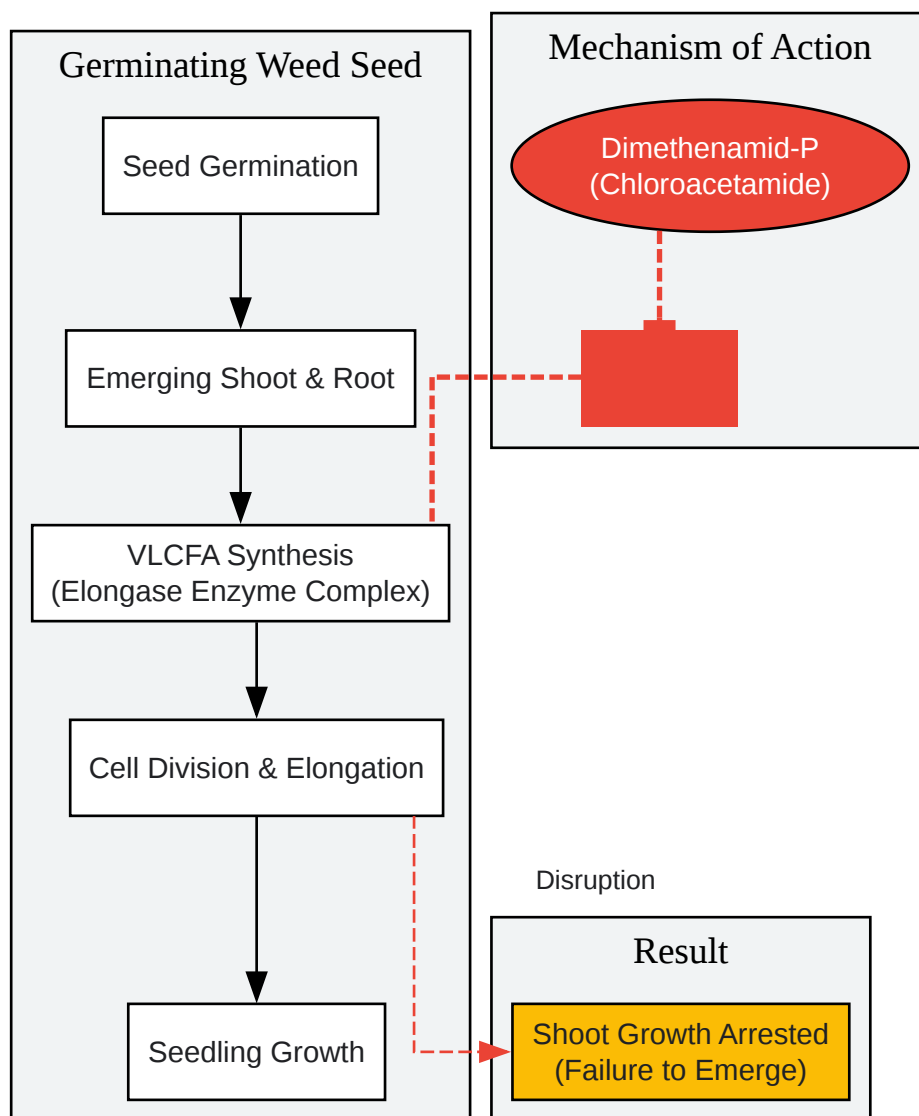 Germinating Weed Seed
Seed Germination
Emerging Shoot & Root
VLCFA Synthesis
(Elongase Enzyme Complex)
Cell Division & Elongation
Seedling Growth
Mechanism of Action
Dimethenamid-P
(Chloroacetamide)
Disruption
Result
Shoot Growth Arrested
(Failure to Emerge)